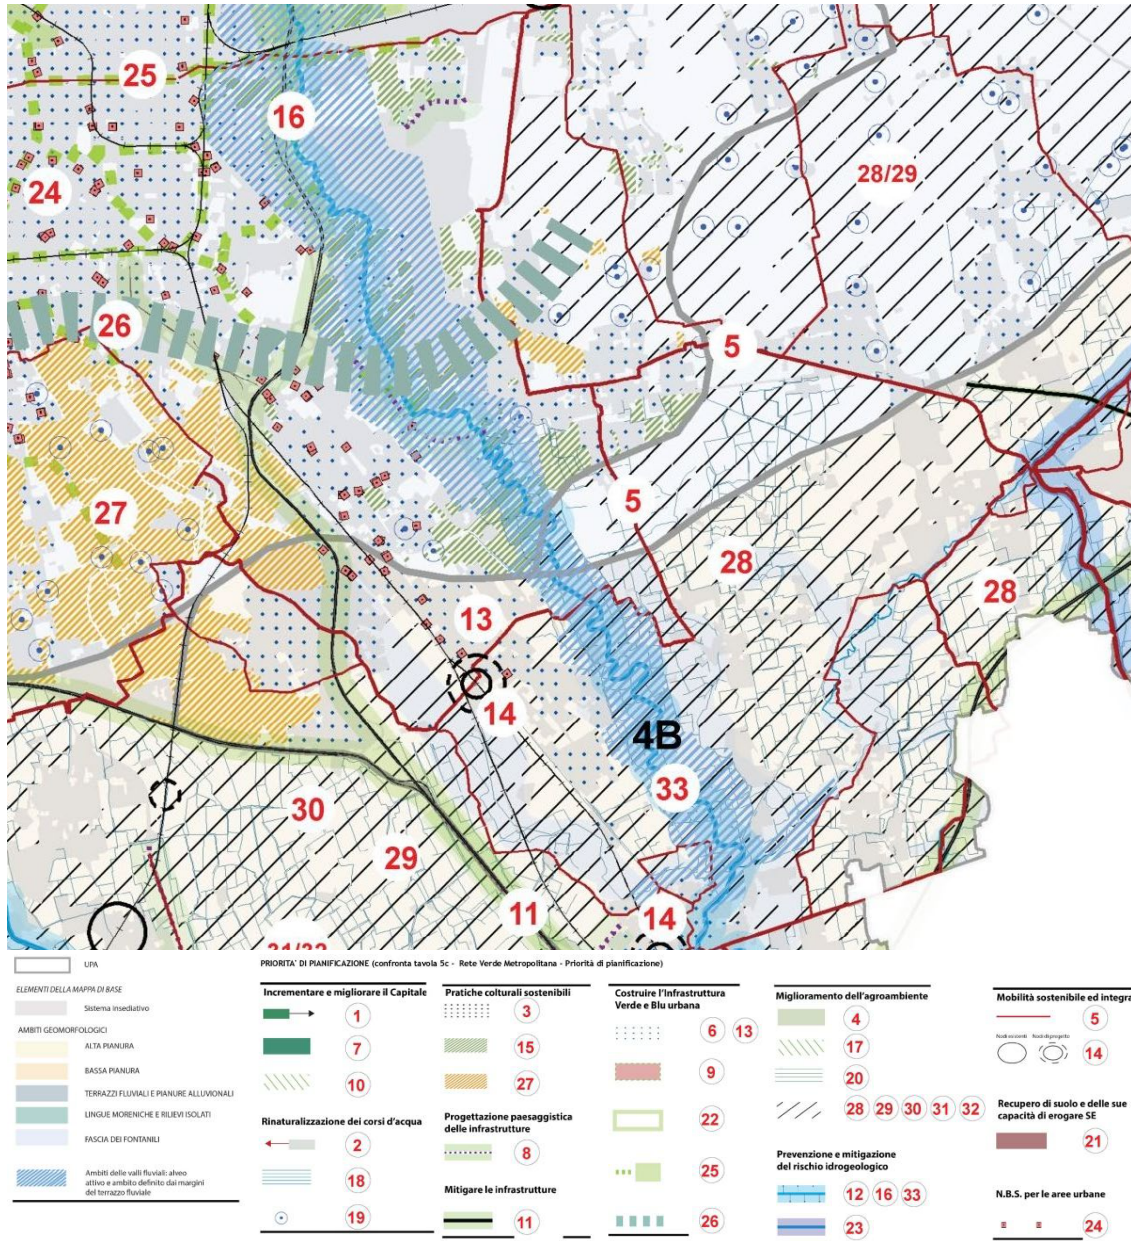 25
16
24
28/29
26
5
27
5
28
28
13
14
4B
33
30
29
11
14
31/32
UPA
ELEMENTI DELLA MAPPA DI BASE
Sistema insediativo
AMBITI GEOMORFOLOGICI
ALTA PIANURA
BASSA PIANURA
TERRAZZI FLUVIALI E PIANURE ALLUVIONALI
LINGUE MORENICHE E RILIEVI ISOLATI
FASCIA DEI FONTANILI
Ambiti delle valli fluviali: alveo
attivo e ambito definito dai margini
del terrazzo fluviale
PRIORITA' DI PIANIFICAZIONE (confronta tavola 5c - Rete Verde Metropolitana - Priorità di pianificazione)
Incrementare e migliorare il Capitale
1
7
10
Rinaturalizzazione dei corsi d'acqua
2
18
19
Pratiche colturali sostenibili
3
15
27
Progettazione paesaggistica
delle infrastrutture
8
Mitigare le infrastrutture
11
Costruire l'Infrastruttura
Verde e Blu urbana
6 13
9
22
25
26
Miglioramento dell'agroambiente
4
17
20
28 29 30 31 32
Prevenzione e mitigazione
del rischio idrogeologico
12 16 33
23
Mobilità sostenibile ed integra
5
Nodi esistenti Nodi di progetto
14
Recupero di suolo e delle sue
capacità di erogare SE
21
N.B.S. per le aree urbane
24